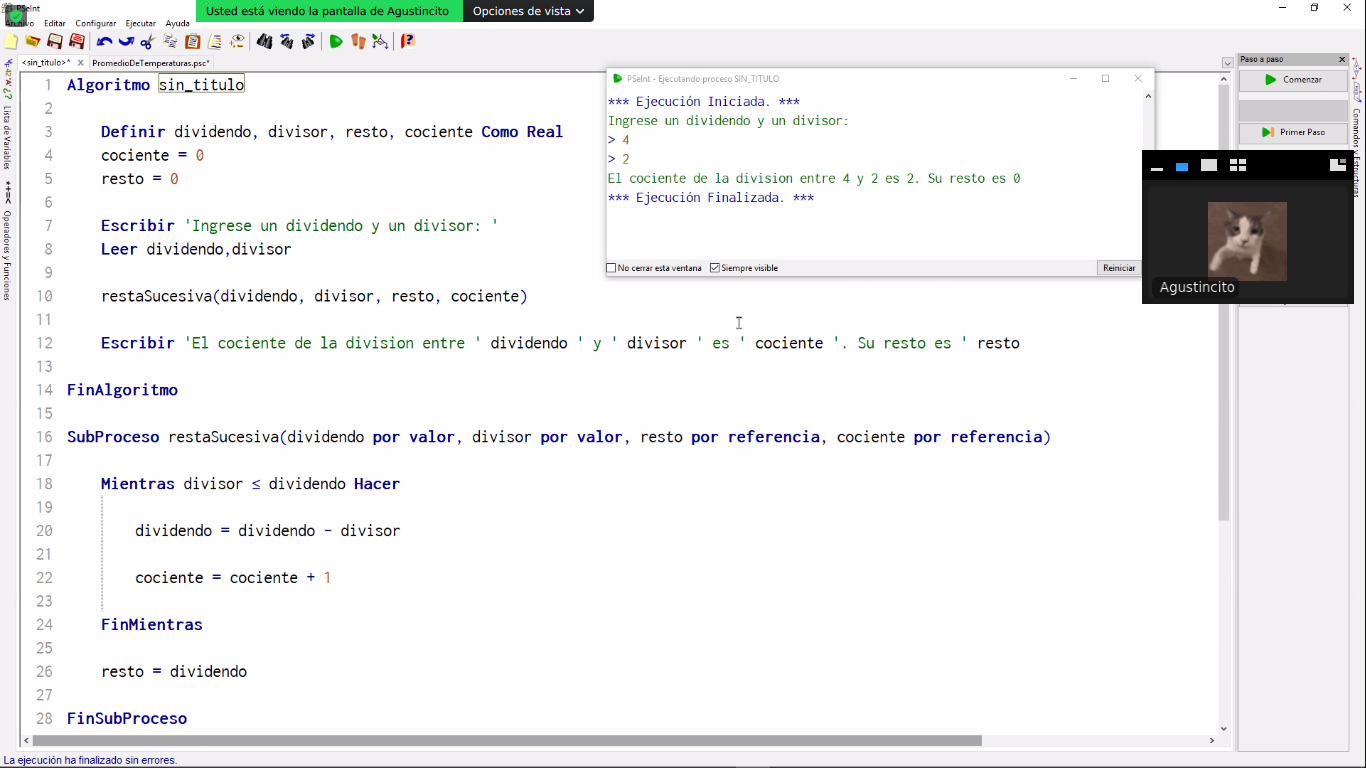 PSeInt
Usted está viendo la pantalla de Agustincito
Opciones de vista
Archivo Editar Configurar Ejecutar Ayuda
<sin_titulo>* x PromedioDeTemperaturas.psc*
Lista de Variables
Operadores y Funciones
1 Algoritmo sin_titulo
2
3 Definir dividendo, divisor, resto, cociente Como Real
4 cociente = 0
5 resto = 0
6
7 Escribir 'Ingrese un dividendo y un divisor: '
8 Leer dividendo,divisor
9
10 restaSucesiva(dividendo, divisor, resto, cociente)
11
12 Escribir 'El cociente de la division entre ' dividendo ' y ' divisor ' es ' cociente '. Su resto es ' resto
13
14 FinAlgoritmo
15
16 SubProceso restaSucesiva(dividendo por valor, divisor por valor, resto por referencia, cociente por referencia)
17
18 Mientras divisor ≤ dividendo Hacer
19
20 dividendo = dividendo - divisor
21
22 cociente = cociente + 1
23
24 FinMientras
25
26 resto = dividendo
27
28 FinSubProceso
PSeInt - Ejecutando proceso SIN_TITULO
*** Ejecución Iniciada. ***
Ingrese un dividendo y un divisor:
> 4
> 2
El cociente de la division entre 4 y 2 es 2. Su resto es 0
*** Ejecución Finalizada. ***
No cerrar esta ventana
Siempre visible
Reiniciar
Paso a paso
Comenzar
Primer Paso
Comandos y Estructuras
Agustincito
La ejecución ha finalizado sin errores.